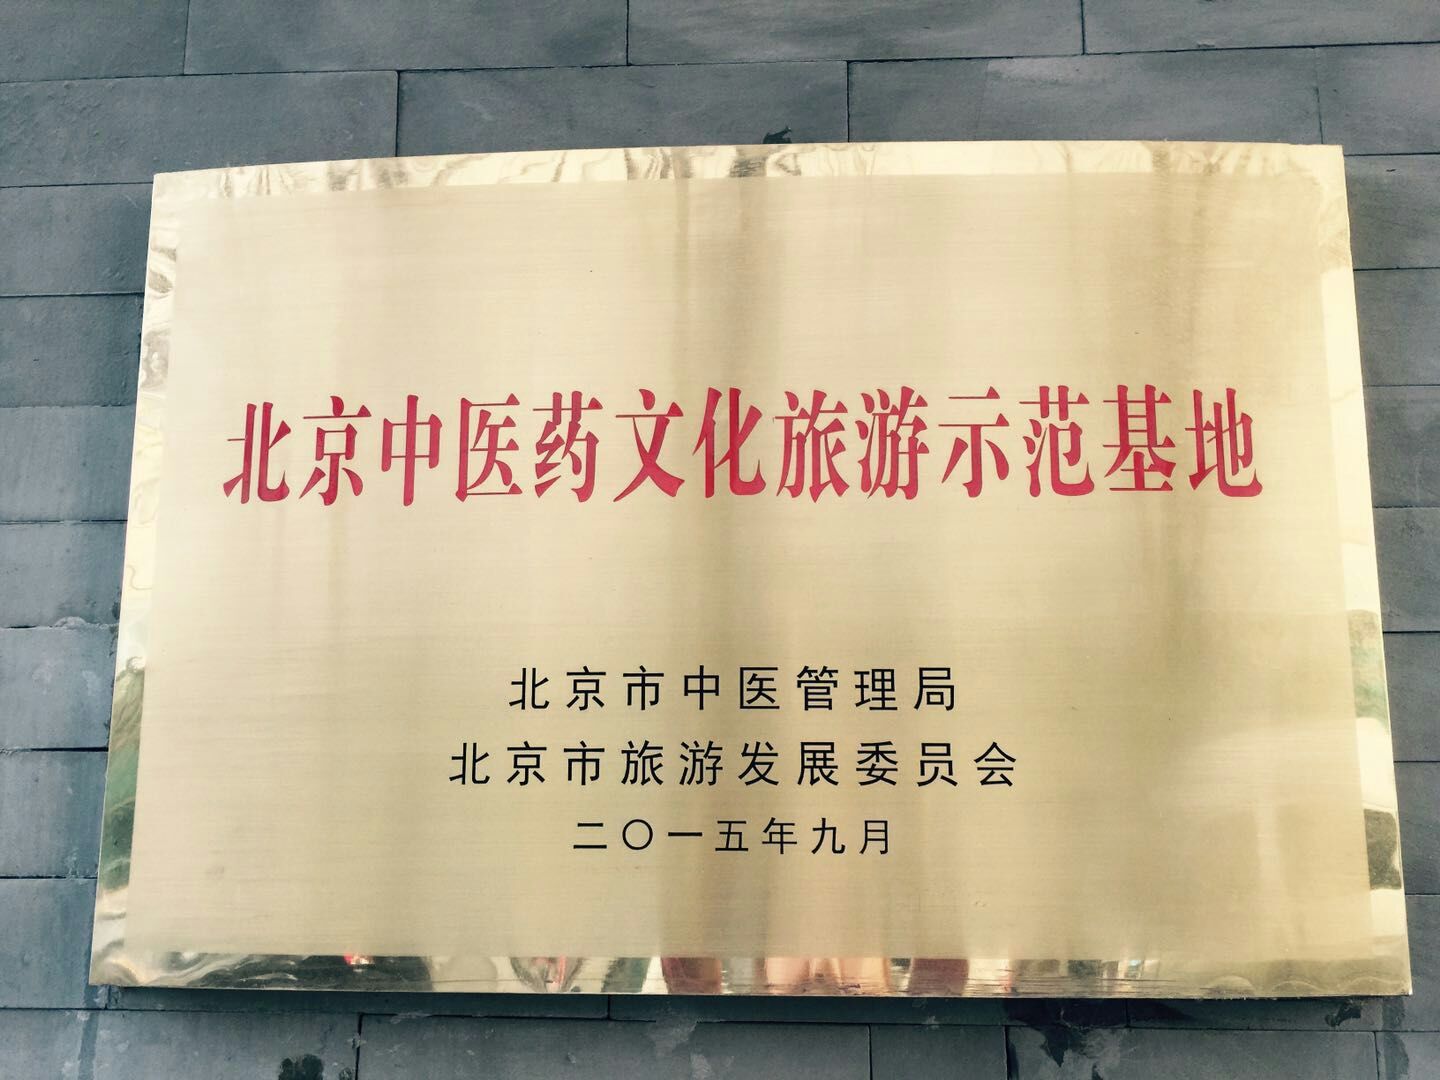 北京中医药文化旅游示范基地
北京市中医管理局
北京市旅游发展委员会
二〇一五年九月